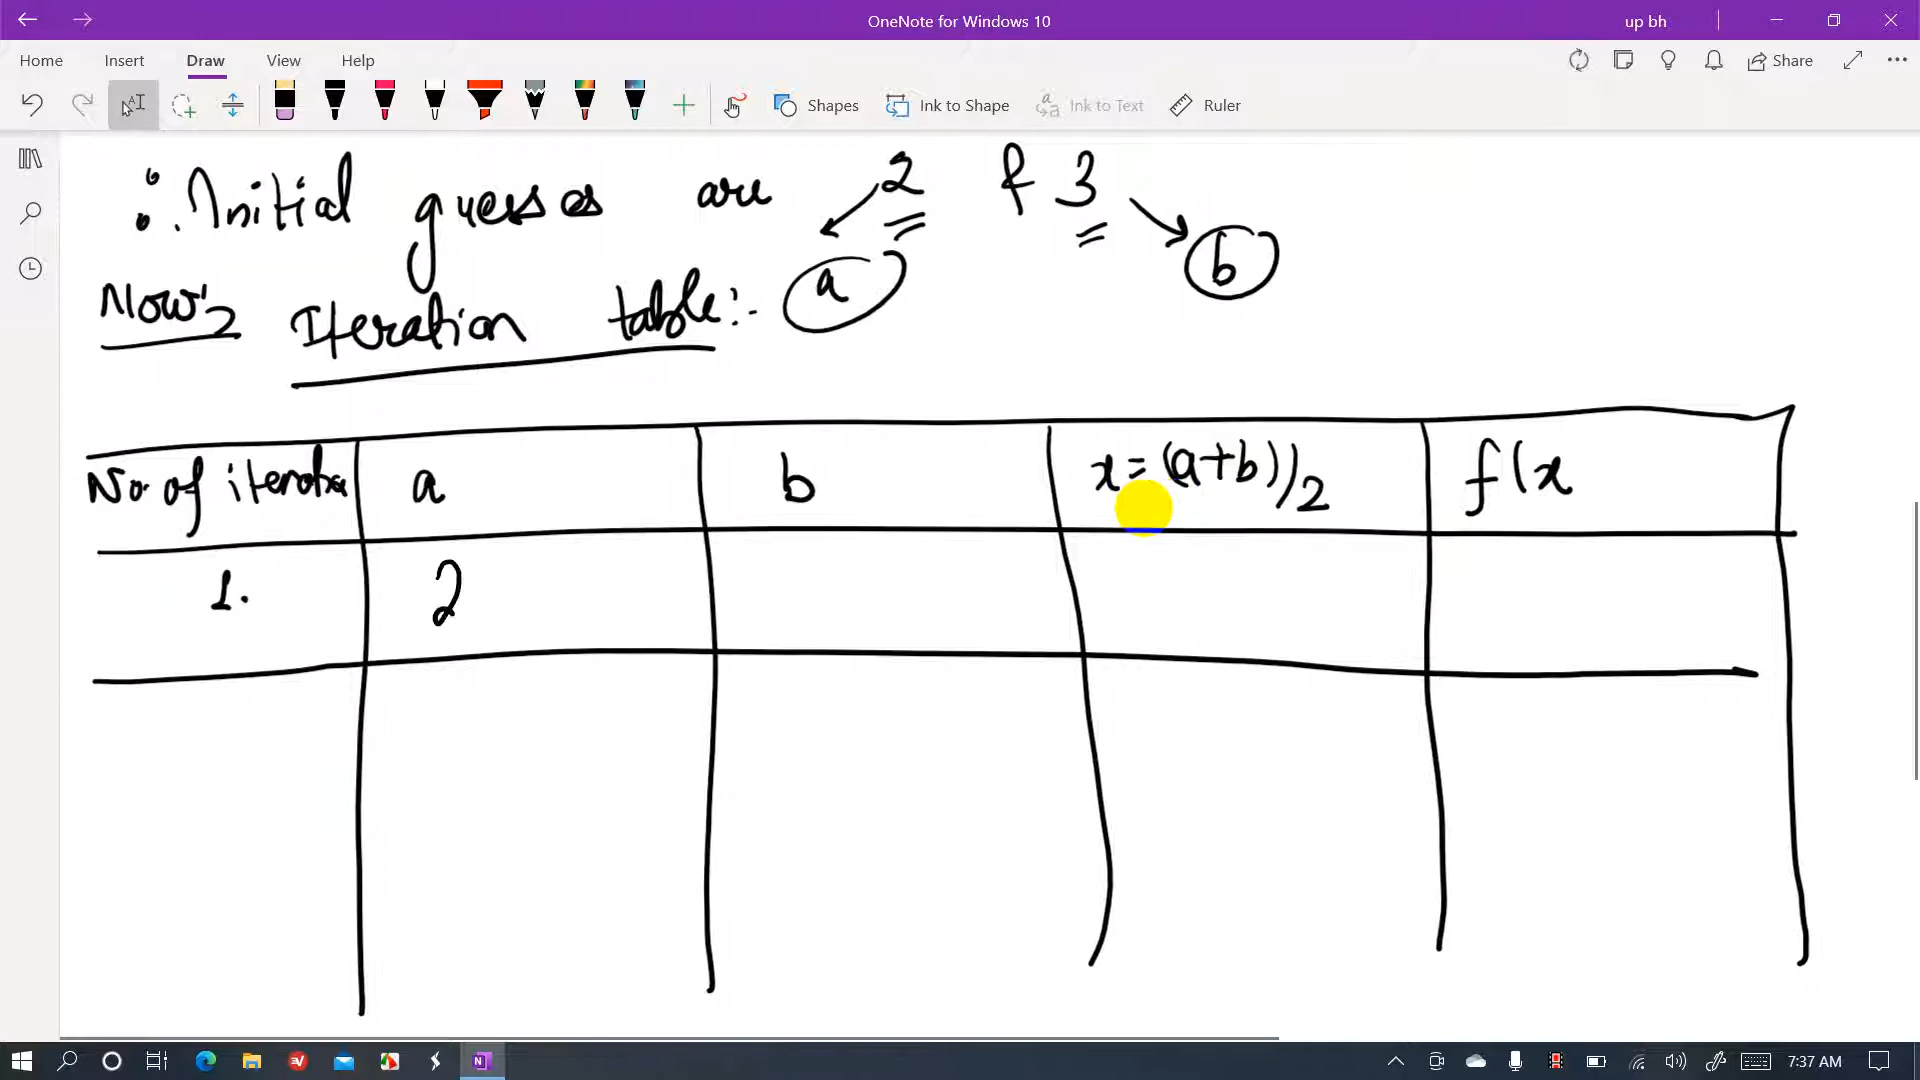 OneNote for Windows 10
up bh
Home Insert Draw View Help
Share
Shapes Ink to Shape Ink to Text Ruler
∴ Initial guesses are 2 & 3
a b
Now, Iteration table:-
No. of iteration a b x=(a+b)/2 f(x
1. 2
7:37 AM